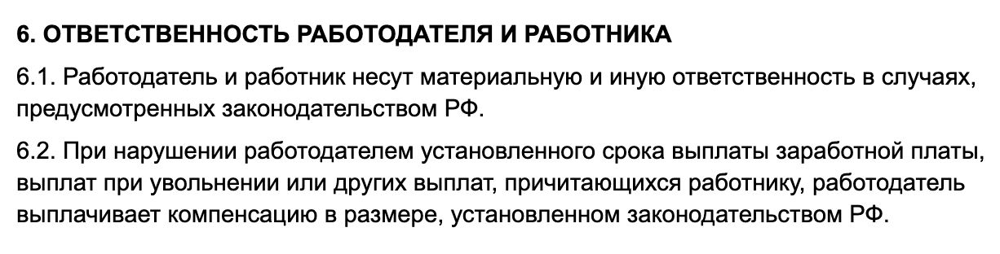 6. ОТВЕТСТВЕННОСТЬ РАБОТОДАТЕЛЯ И РАБОТНИКА
6.1. Работодатель и работник несут материальную и иную ответственность в случаях,
предусмотренных законодательством РФ.
6.2. При нарушении работодателем установленного срока выплаты заработной платы,
выплат при увольнении или других выплат, причитающихся работнику, работодатель
выплачивает компенсацию в размере, установленном законодательством РФ.